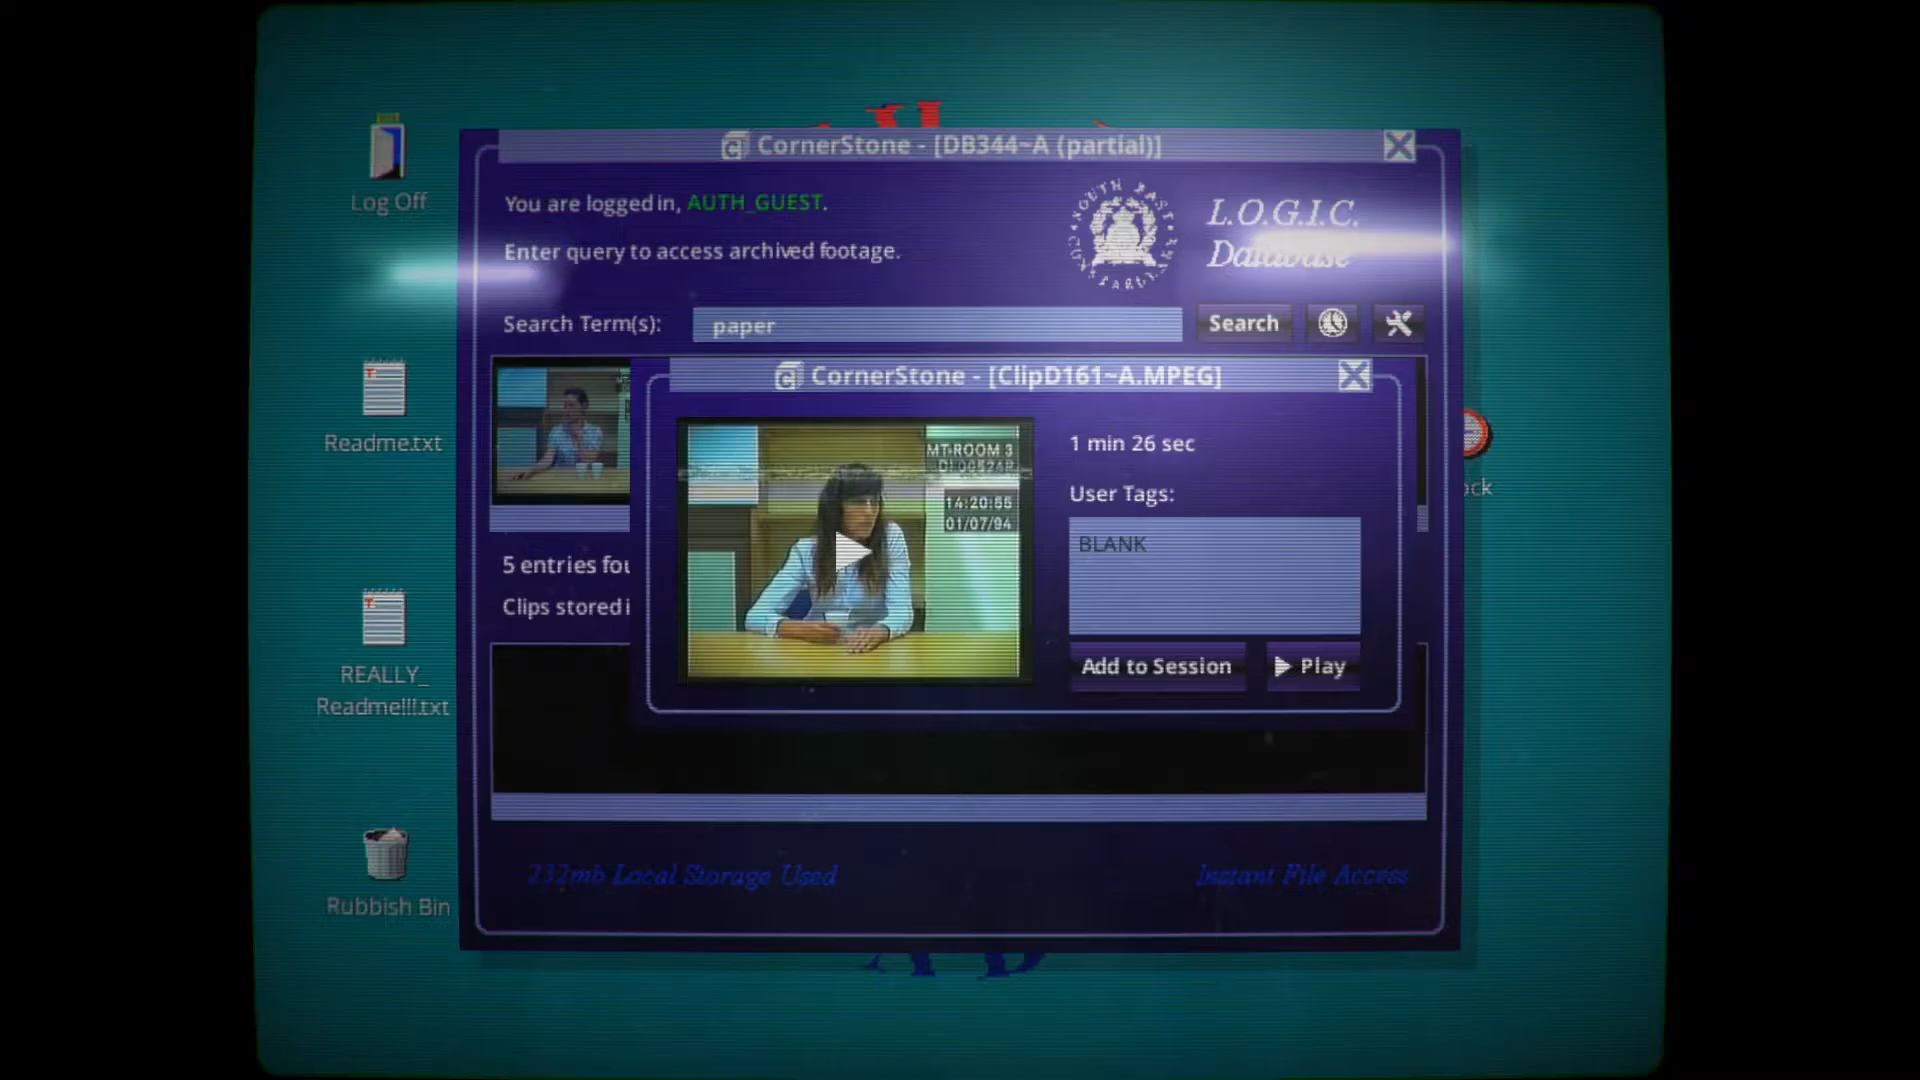 CornerStone - [DB344~A (partial)]
Log Off
You are logged in, AUTH_GUEST.
Enter query to access archived footage.
SOUTH EAST
L.O.G.I.C.
Database
Search Term(s):
paper
Search
CornerStone - [ClipD161~A.MPEG]
Readme.txt
MT-ROOM 3
14:20:55
01/07/94
1 min 26 sec
User Tags:
BLANK
5 entries fou
Clips stored i
Add to Session
Play
REALLY_
Readme!!!.txt
232mb Local Storage Used
Instant File Access
Rubbish Bin